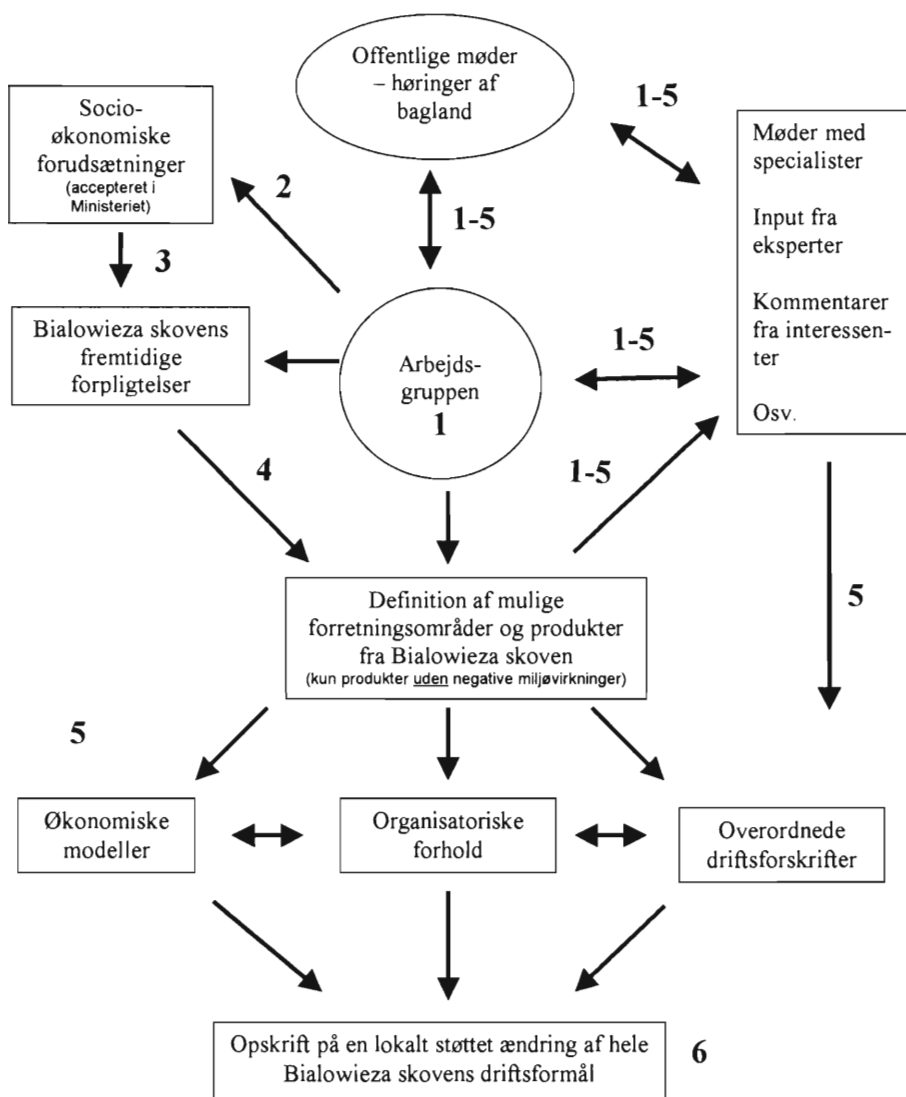 Offentlige møder
– høringer af
bagland
1-5
Socio-
økonomiske
forudsætninger
(accepteret i
Ministeriet)
2
1-5
Møder med
specialister
Input fra
eksperter
Kommentarer
fra interessen-
ter
Osv.
3
Bialowieza skovens
fremtidige
forpligtelser
Arbejds-
gruppen
1
1-5
4
1-5
Definition af mulige
forretningsområder og produkter
fra Bialowieza skoven
(kun produkter uden negative miljøvirkninger)
5
5
Økonomiske
modeller
Organisatoriske
forhold
Overordnede
driftsforskrifter
Opskrift på en lokalt støttet ændring af hele
Bialowieza skovens driftsformål
6